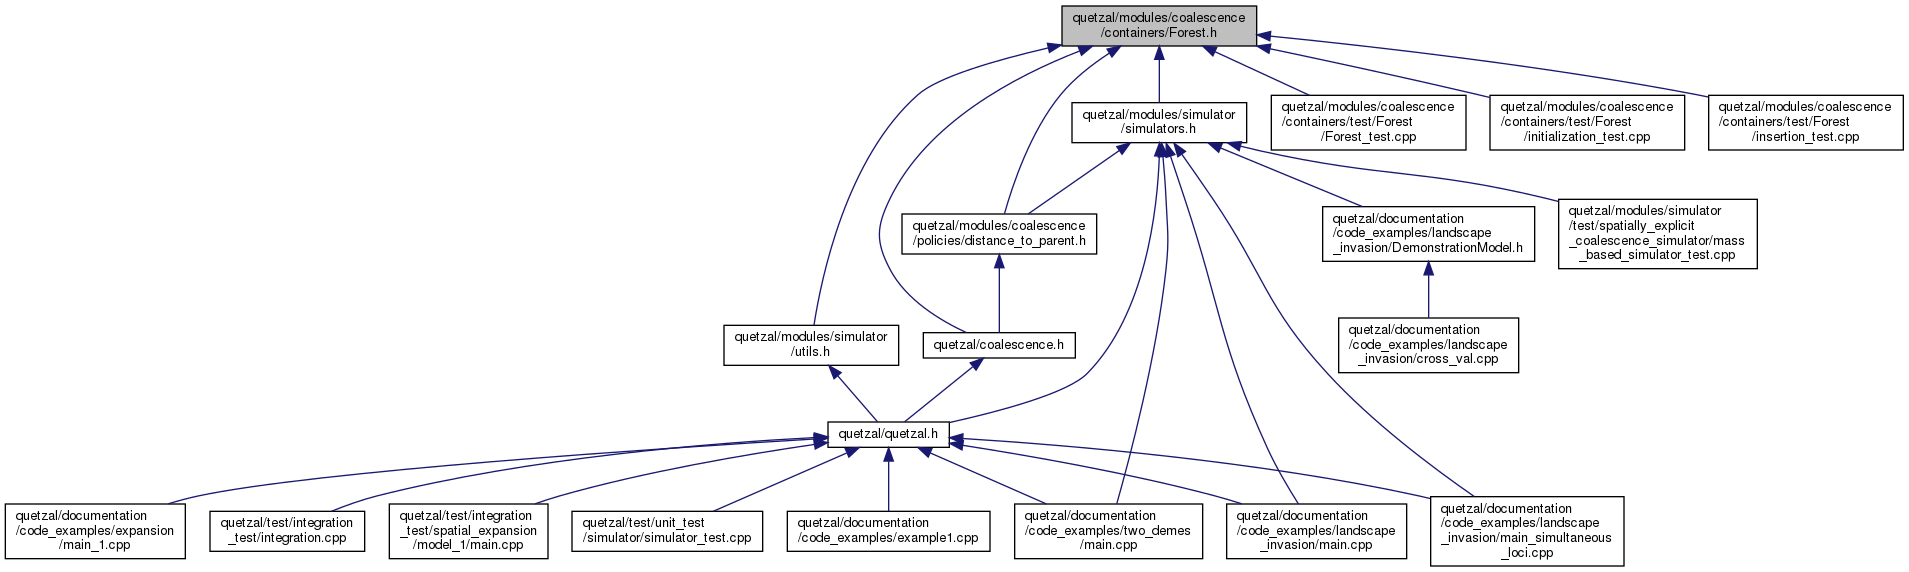 quetzal/modules/coalescence
/containers/Forest.h
quetzal/modules/simulator
/simulators.h
quetzal/modules/coalescence
/containers/test/Forest
/Forest_test.cpp
quetzal/modules/coalescence
/containers/test/Forest
/initialization_test.cpp
quetzal/modules/coalescence
/containers/test/Forest
/insertion_test.cpp
quetzal/modules/coalescence
/policies/distance_to_parent.h
quetzal/documentation
/code_examples/landscape
_invasion/DemonstrationModel.h
quetzal/modules/simulator
/test/spatially_explicit
_coalescence_simulator/mass
_based_simulator_test.cpp
quetzal/modules/simulator
/utils.h
quetzal/coalescence.h
quetzal/documentation
/code_examples/landscape
_invasion/cross_val.cpp
quetzal/quetzal.h
quetzal/documentation
/code_examples/expansion
/main_1.cpp
quetzal/test/integration
_test/integration.cpp
quetzal/test/integration
_test/spatial_expansion
/model_1/main.cpp
quetzal/test/unit_test
/simulator/simulator_test.cpp
quetzal/documentation
/code_examples/example1.cpp
quetzal/documentation
/code_examples/two_demes
/main.cpp
quetzal/documentation
/code_examples/landscape
_invasion/main.cpp
quetzal/documentation
/code_examples/landscape
_invasion/main_simultaneous
_loci.cpp